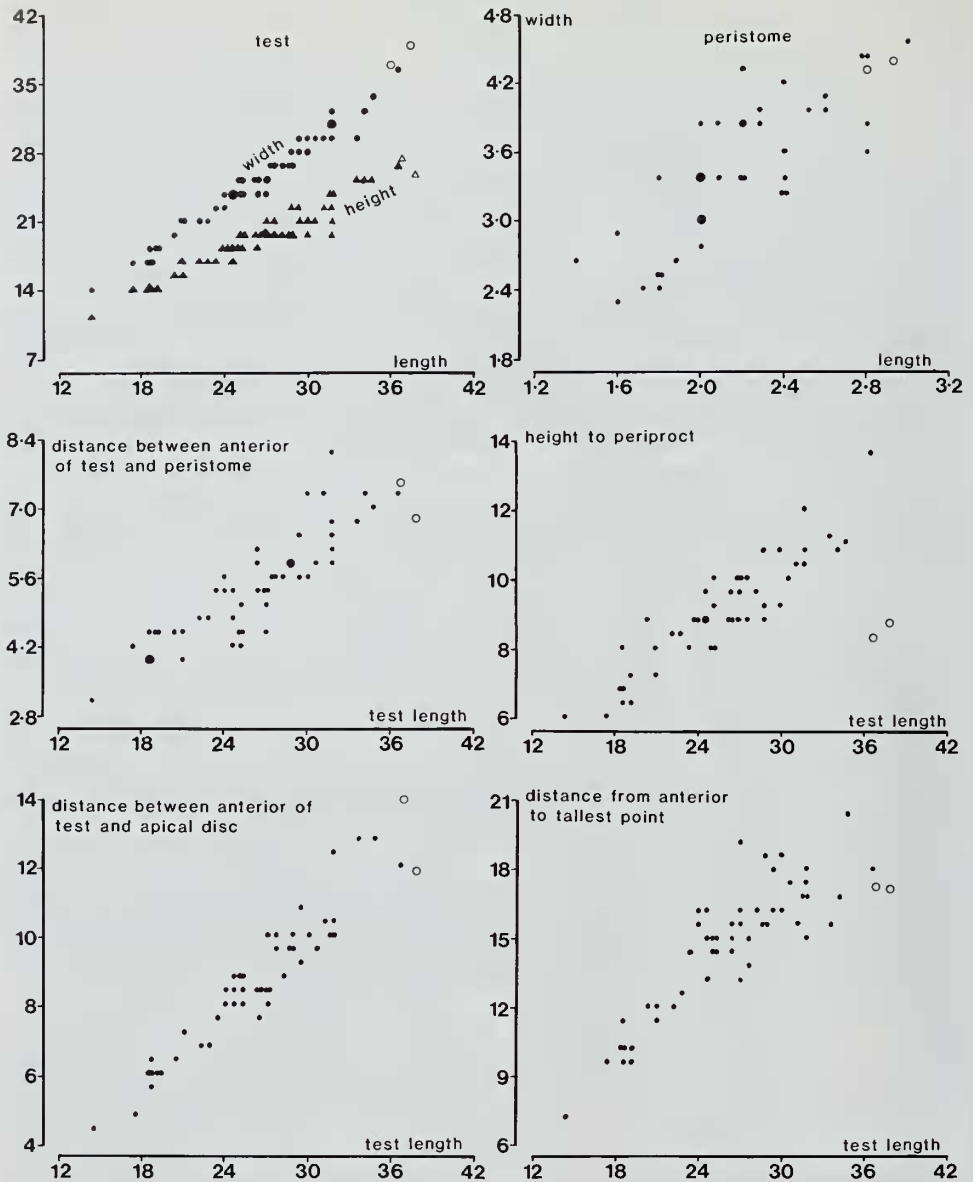 test
42
35
28
21
14
7
width
height
length
12 18 24 30 36 42
width
peristome
4·8
4·2
3·6
3·0
2·4
1·8
length
1·2 1·6 2·0 2·4 2·8 3·2
distance between anterior
of test and peristome
8·4
7·0
5·6
4·2
2·8
test length
12 18 24 30 36 42
height to periproct
14
12
10
8
6
test length
12 18 24 30 36 42
distance between anterior of
test and apical disc
14
12
10
8
6
4
test length
12 18 24 30 36 42
distance from anterior
to tallest point
21
18
15
12
9
6
test length
12 18 24 30 36 42